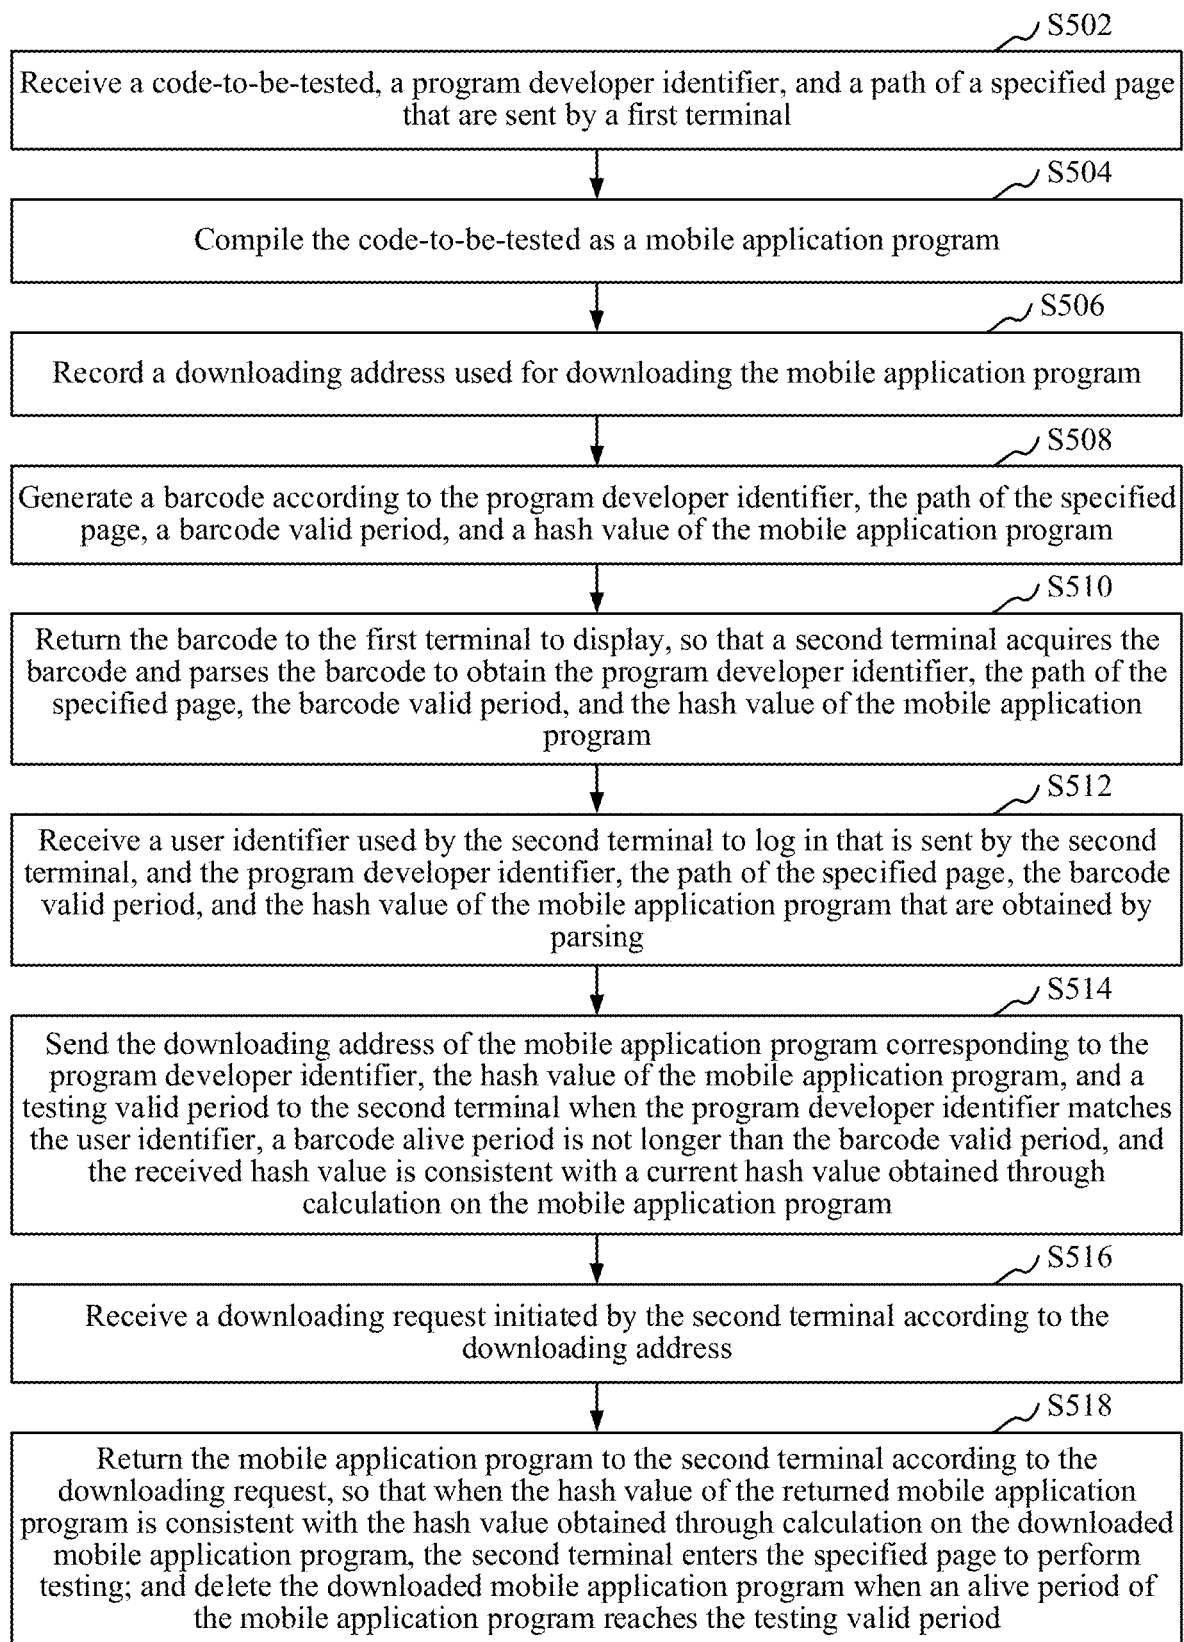 S502
Receive a code-to-be-tested, a program developer identifier, and a path of a specified page
that are sent by a first terminal
S504
Compile the code-to-be-tested as a mobile application program
S506
Record a downloading address used for downloading the mobile application program
S508
Generate a barcode according to the program developer identifier, the path of the specified
page, a barcode valid period, and a hash value of the mobile application program
S510
Return the barcode to the first terminal to display, so that a second terminal acquires the
barcode and parses the barcode to obtain the program developer identifier, the path of the
specified page, the barcode valid period, and the hash value of the mobile application
program
S512
Receive a user identifier used by the second terminal to log in that is sent by the second
terminal, and the program developer identifier, the path of the specified page, the barcode
valid period, and the hash value of the mobile application program that are obtained by
parsing
S514
Send the downloading address of the mobile application program corresponding to the
program developer identifier, the hash value of the mobile application program, and a
testing valid period to the second terminal when the program developer identifier matches
the user identifier, a barcode alive period is not longer than the barcode valid period, and
the received hash value is consistent with a current hash value obtained through
calculation on the mobile application program
S516
Receive a downloading request initiated by the second terminal according to the
downloading address
S518
Return the mobile application program to the second terminal according to the
downloading request, so that when the hash value of the returned mobile application
program is consistent with the hash value obtained through calculation on the downloaded
mobile application program, the second terminal enters the specified page to perform
testing; and delete the downloaded mobile application program when an alive period of
the mobile application program reaches the testing valid period